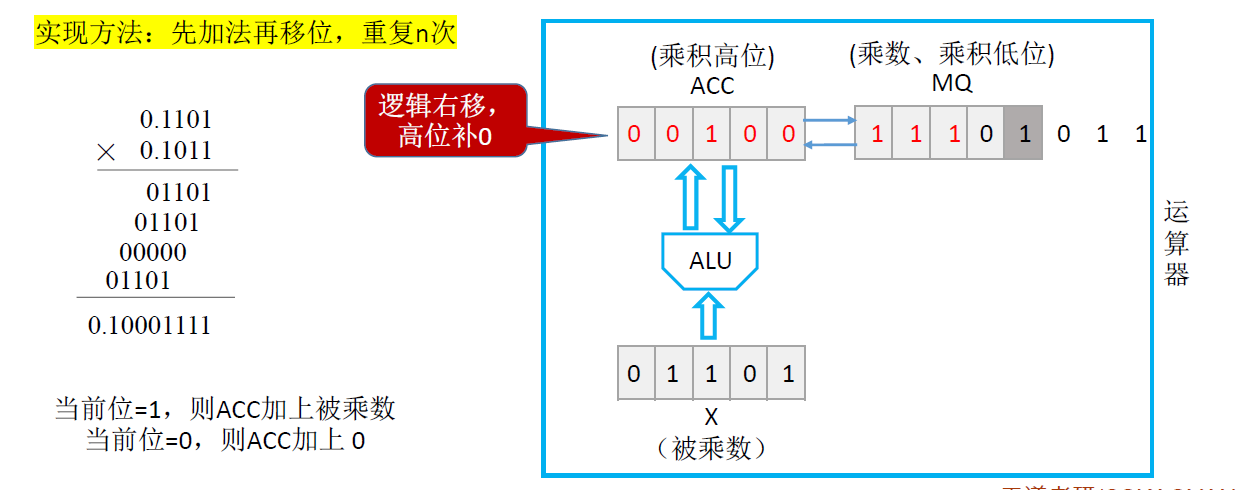 实现方法：先加法再移位，重复n次
0.1101
× 0.1011
01101
01101
00000
01101
0.10001111
当前位=1，则ACC加上被乘数
当前位=0，则ACC加上 0
逻辑右移，
高位补0
(乘积高位)
ACC
(乘数、乘积低位)
MQ
0 0 1 0 0
1 1 1 0 1 0 1 1
ALU
0 1 1 0 1
X
（被乘数）
运算器